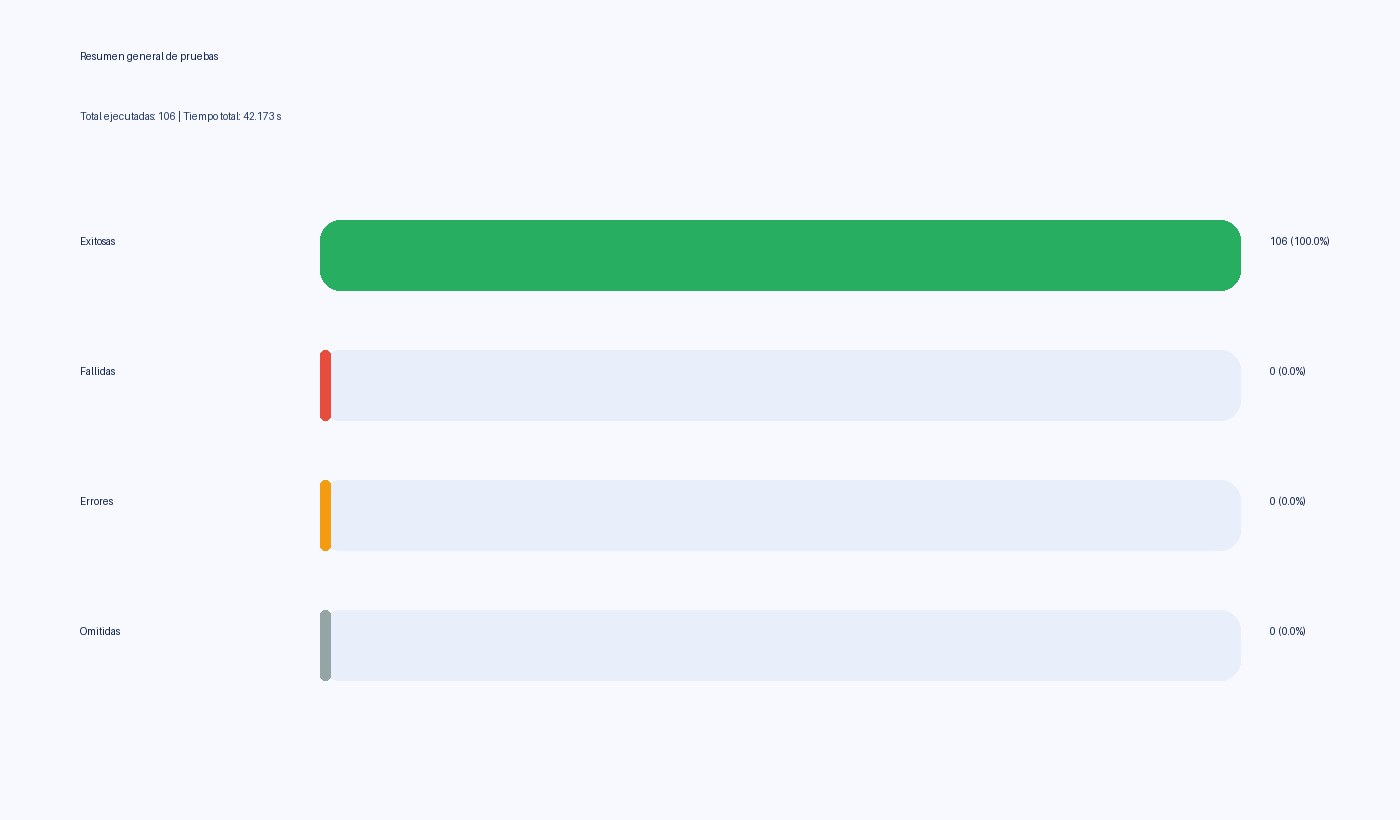 Resumen general de pruebas
Total ejecutadas: 106 | Tiempo total: 42.173 s
Exitosas 106 (100.0%)
Fallidas 0 (0.0%)
Errores 0 (0.0%)
Omitidas 0 (0.0%)